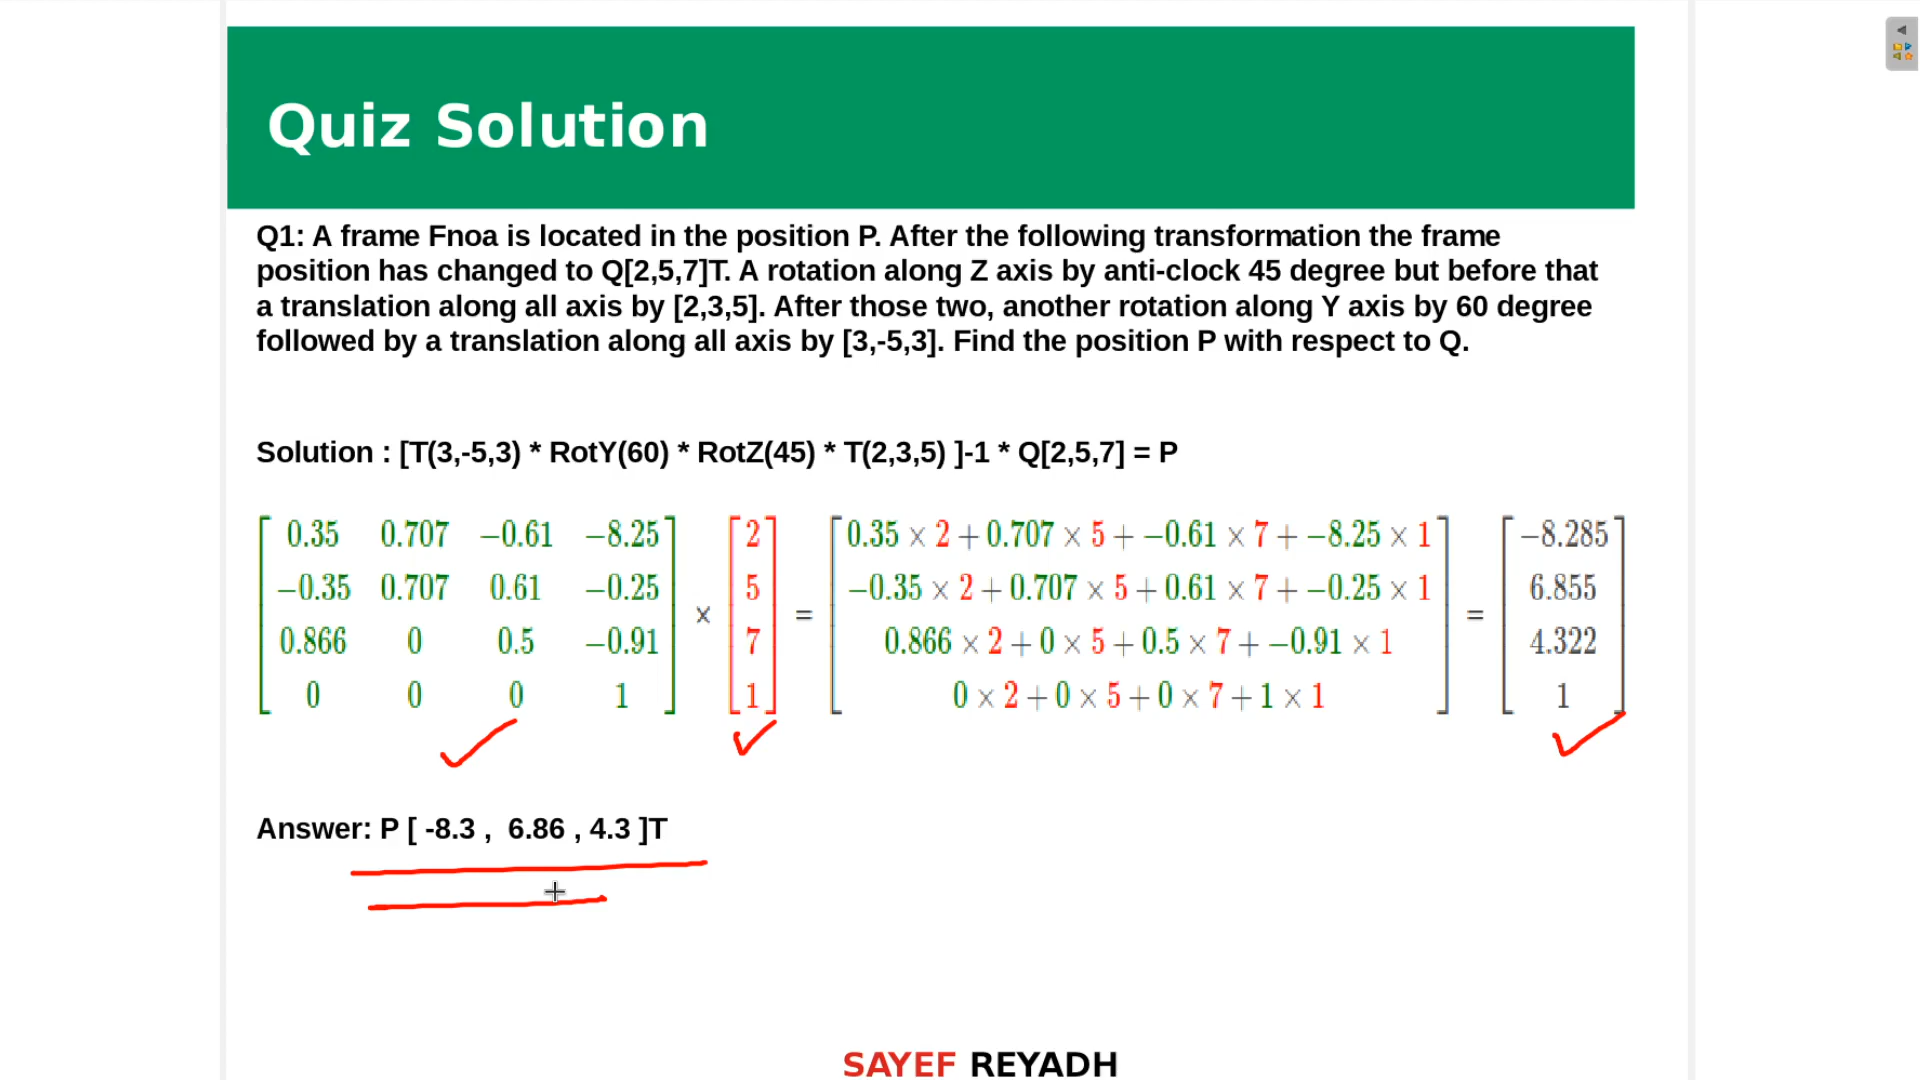 Quiz Solution
Q1: A frame Fnoa is located in the position P. After the following transformation the frame
position has changed to Q[2,5,7]T. A rotation along Z axis by anti-clock 45 degree but before that
a translation along all axis by [2,3,5]. After those two, another rotation along Y axis by 60 degree
followed by a translation along all axis by [3,-5,3]. Find the position P with respect to Q.
Solution : [T(3,-5,3) * RotY(60) * RotZ(45) * T(2,3,5) ]-1 * Q[2,5,7] = P
0.35 0.707 −0.61 −8.25 2 0.35 × 2 + 0.707 × 5 + −0.61 × 7 + −8.25 × 1 −8.285
−0.35 0.707 0.61 −0.25 5 −0.35 × 2 + 0.707 × 5 + 0.61 × 7 + −0.25 × 1 6.855
× = =
0.866 0 0.5 −0.91 7 0.866 × 2 + 0 × 5 + 0.5 × 7 + −0.91 × 1 4.322
0 0 0 1 1 0 × 2 + 0 × 5 + 0 × 7 + 1 × 1 1
Answer: P [ -8.3 , 6.86 , 4.3 ]T
SAYEF REYADH